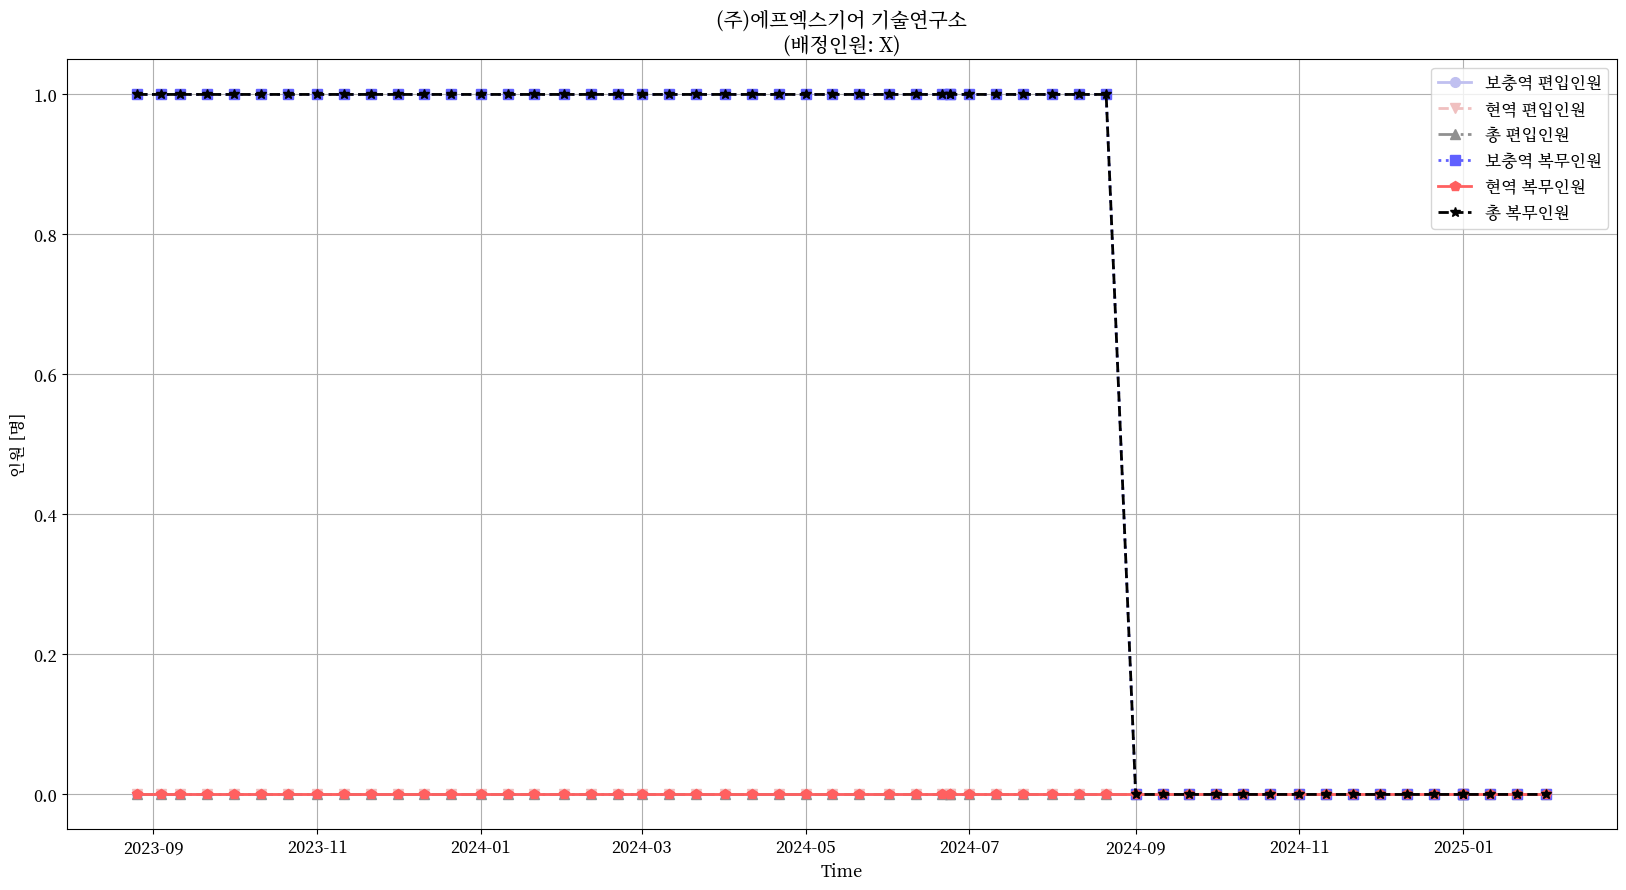 (주)에프엑스기어 기술연구소
(배정인원: X)
보충역 편입인원
현역 편입인원
총 편입인원
보충역 복무인원
현역 복무인원
총 복무인원
인원 [명]
1.0
0.8
0.6
0.4
0.2
0.0
2023-09
2023-11
2024-01
2024-03
2024-05
2024-07
2024-09
2024-11
2025-01
Time